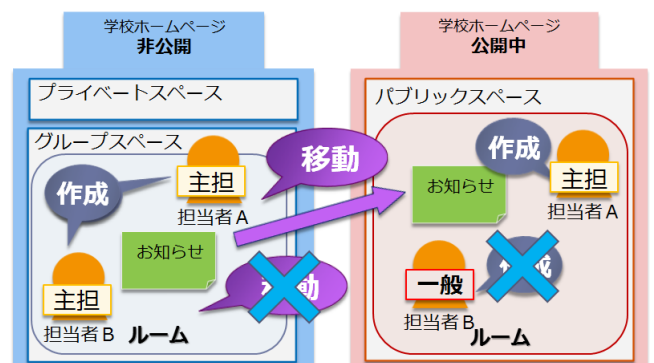 学校ホームページ
非公開
プライベートスペース
グループスペース
主担
担当者A
作成
移動
お知らせ
主担
担当者B
ルーム
学校ホームページ
公開中
パブリックスペース
作成
主担
担当者A
お知らせ
一般
担当者B
ルーム